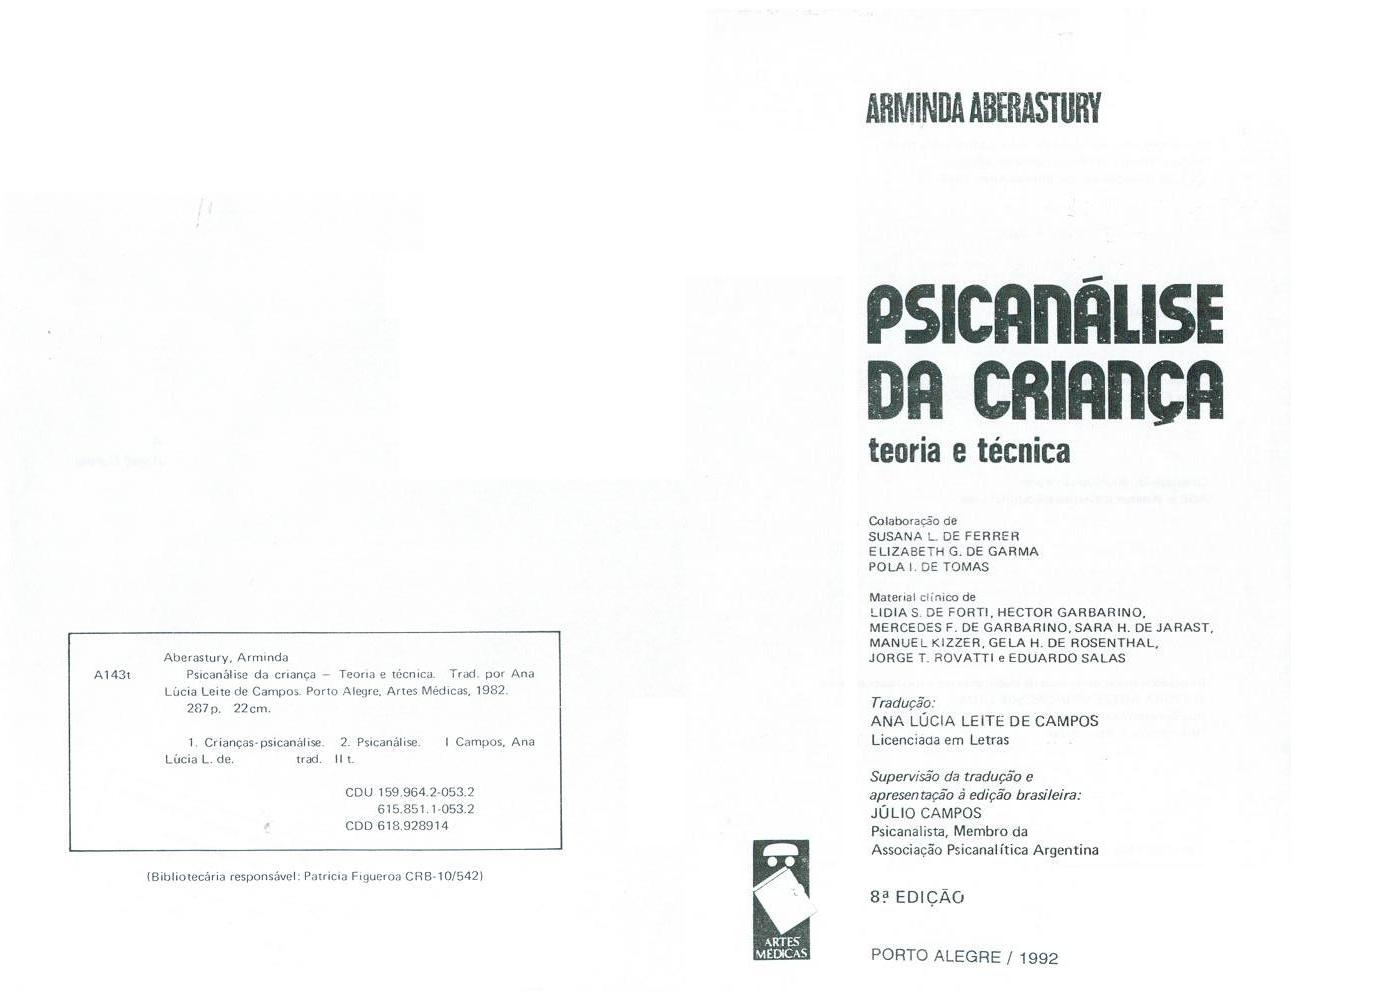 Aberastury, Arminda
A143t Psicanálise da criança — Teoria e técnica. Trad. por Ana
Lúcia Leite de Campos. Porto Alegre, Artes Médicas, 1982.
287p. 22cm.
1. Crianças-psicanálise. 2. Psicanálise. I Campos, Ana
Lúcia L. de. trad. II t.
CDU 159.964.2-053.2
615.851.1-053.2
CDD 618.928914
(Bibliotecária responsável: Patricia Figueroa CRB-10/542)
ARMINDA ABERASTURY
PSICANÁLISE
DA CRIANÇA
teoria e técnica
Colaboração de
SUSANA L. DE FERRER
ELIZABETH G. DE GARMA
POLA I. DE TOMAS
Material clínico de
LIDIA S. DE FORTI, HECTOR GARBARINO,
MERCEDES F. DE GARBARINO, SARA H. DE JARAST,
MANUEL KIZZER, GELA H. DE ROSENTHAL,
JORGE T. ROVATTI e EDUARDO SALAS
Tradução:
ANA LÚCIA LEITE DE CAMPOS
Licenciada em Letras
Supervisão da tradução e
apresentação à edição brasileira:
JÚLIO CAMPOS
Psicanalista, Membro da
Associação Psicanalítica Argentina
8ª EDIÇÃO
ARTES
MÉDICAS
PORTO ALEGRE / 1992